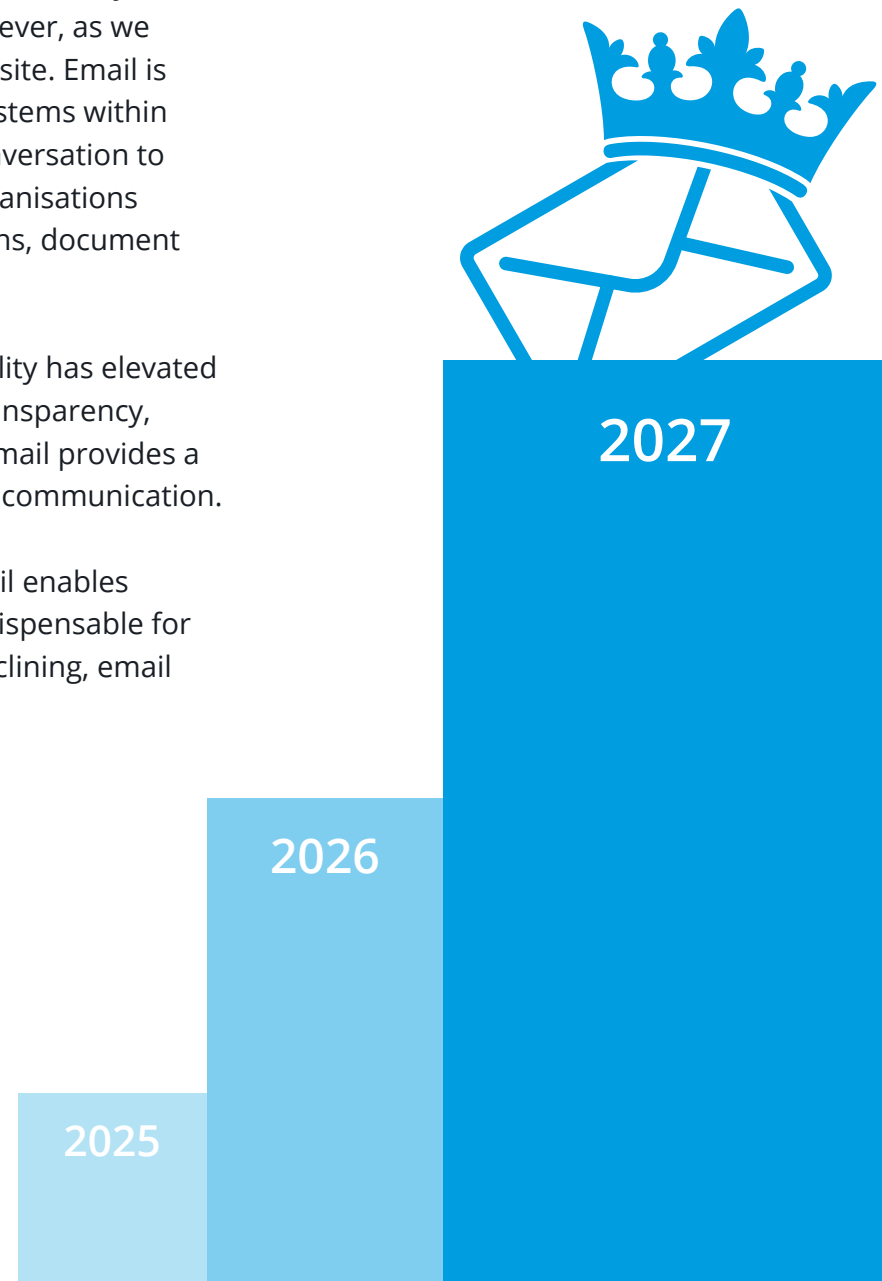 ever, as we
site. Email is
stems within
versation to
anisations
ns, document
lity has elevated
nsparency,
mail provides a
communication.
il enables
ispensable for
clining, email
2027
2026
2025